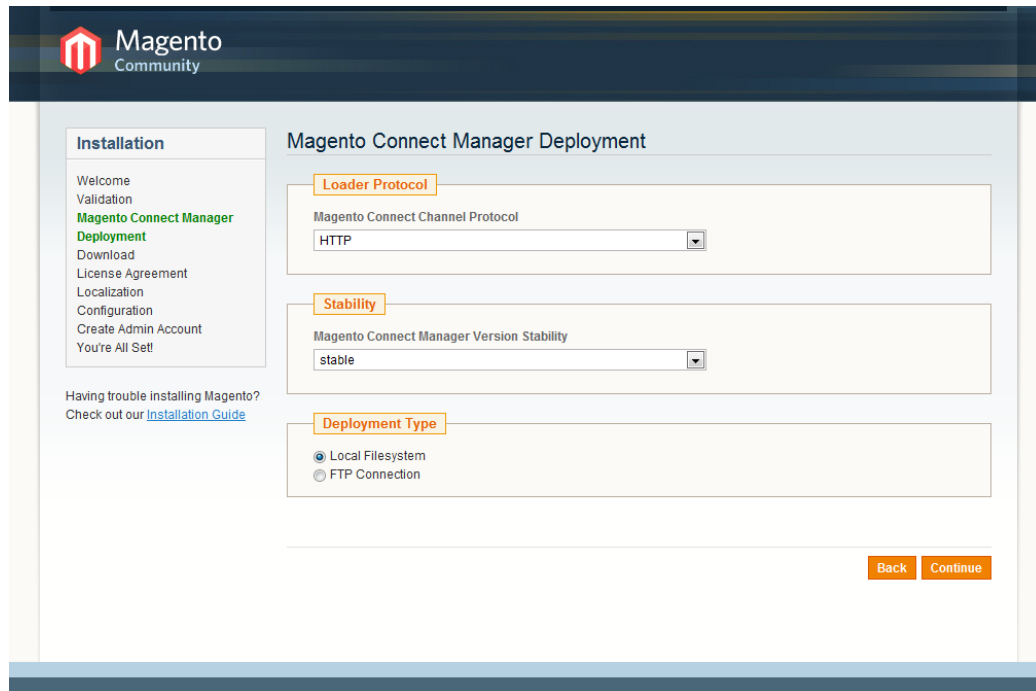 Magento
Community
Installation
Welcome
Validation
Magento Connect Manager
Deployment
Download
License Agreement
Localization
Configuration
Create Admin Account
You're All Set!
Having trouble installing Magento?
Check out our Installation Guide
Magento Connect Manager Deployment
Loader Protocol
Magento Connect Channel Protocol
HTTP
Stability
Magento Connect Manager Version Stability
stable
Deployment Type
Local Filesystem
FTP Connection
Back Continue